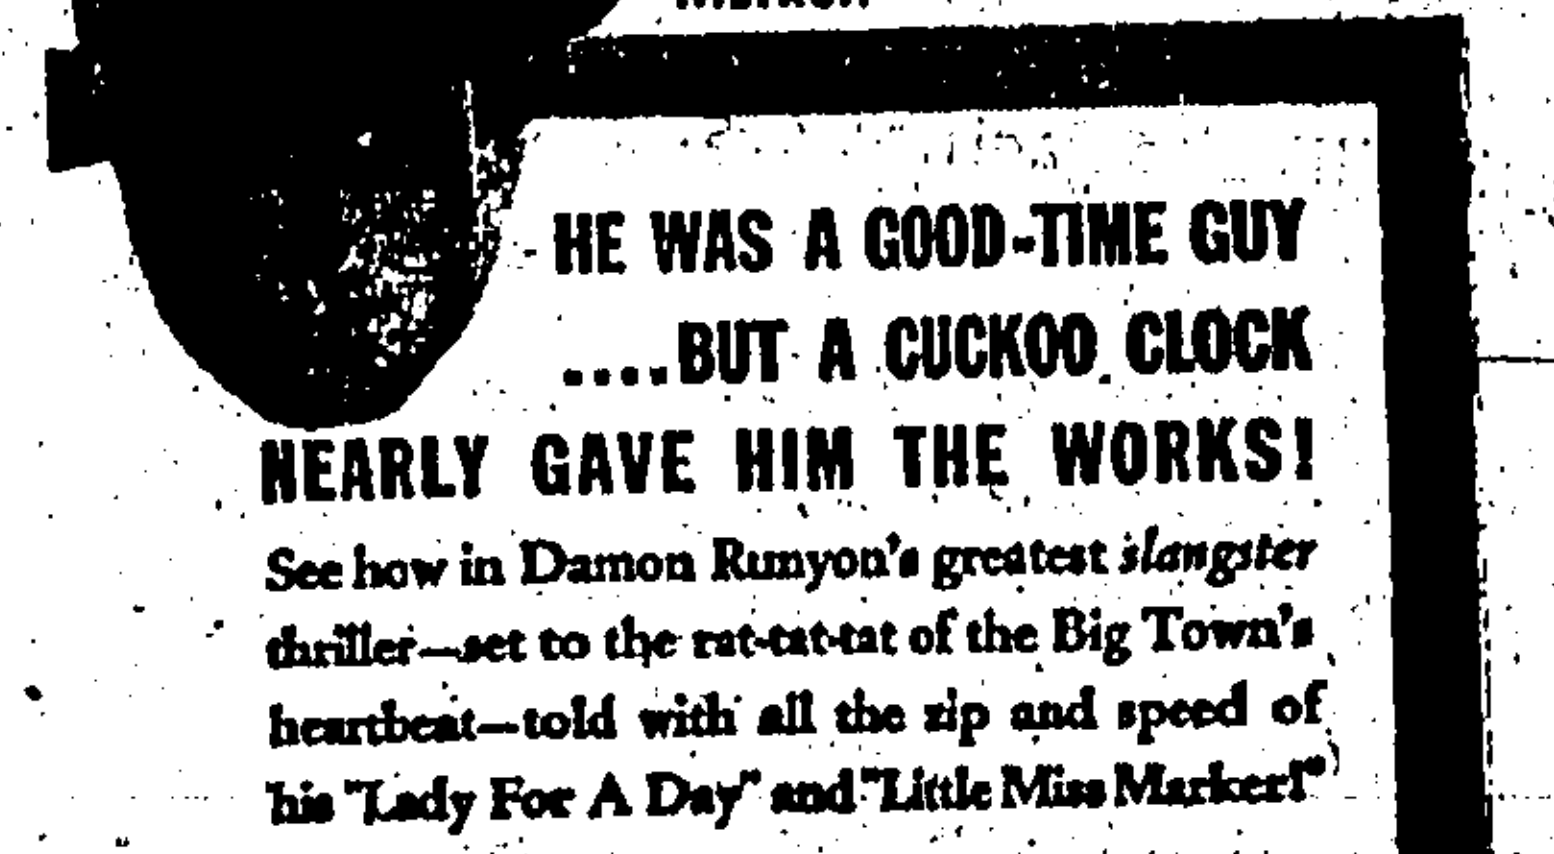 HE WAS A GOOD-TIME GUY
....BUT A CUCKOO CLOCK
NEARLY GAVE HIM THE WORKS!
See how in Damon Runyon's greatest slangster
thriller—set to the rat-tat-tat of the Big Town's
heartbeat—told with all the zip and speed of
his "Lady For A Day" and "Little Miss Marker!"